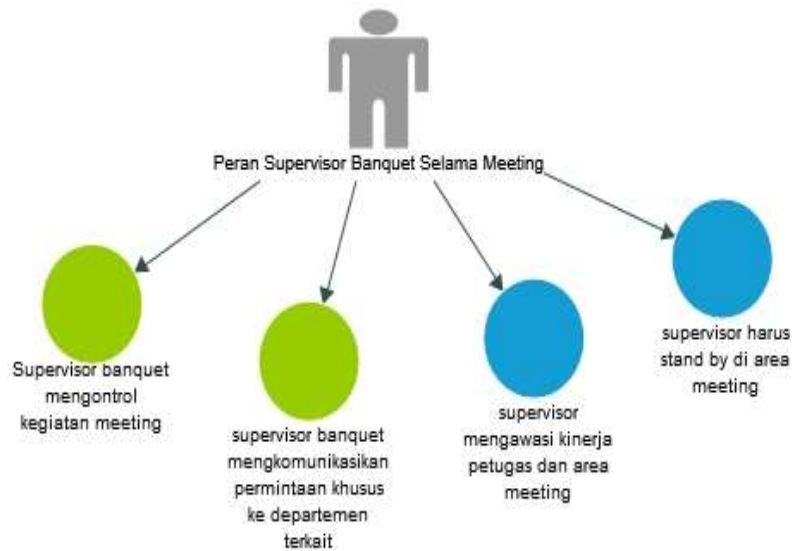 Peran Supervisor Banquet Selama Meeting
Supervisor banquet
mengontrol
kegiatan meeting
supervisor banquet
mengkomunikasikan
permintaan khusus
ke departemen
terkait
supervisor
mengawasi kinerja
petugas dan area
meeting
supervisor harus
stand by di area
meeting